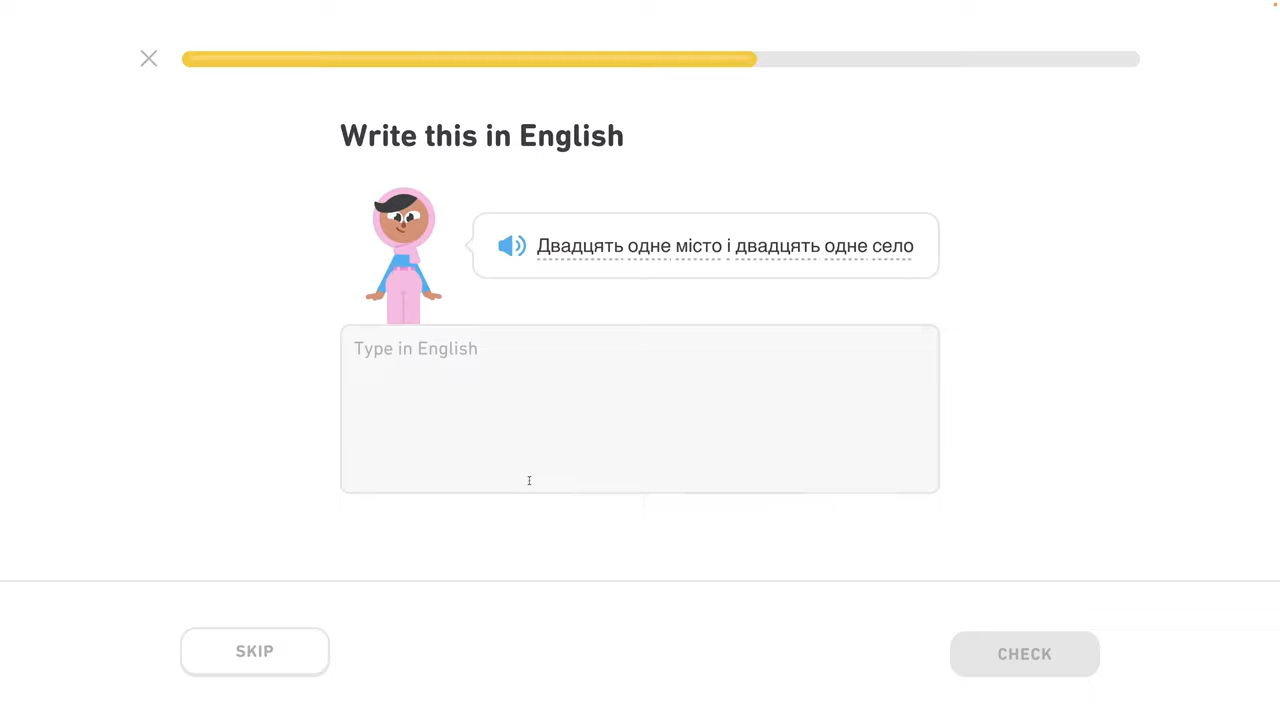 Write this in English
Двадцять одне місто і двадцять одне село
Type in English
SKIP
CHECK